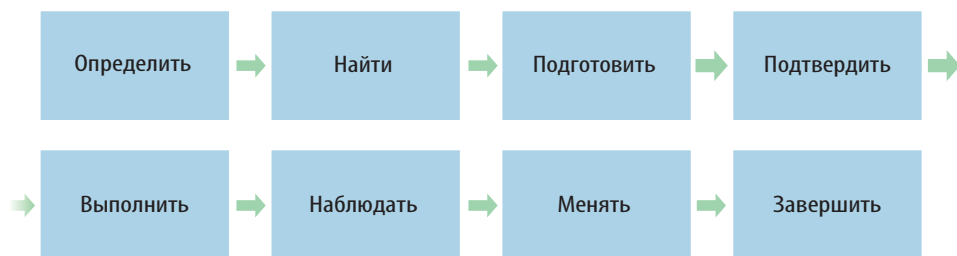 Определить
Найти
Подготовить
Подтвердить
Выполнить
Наблюдать
Менять
Завершить